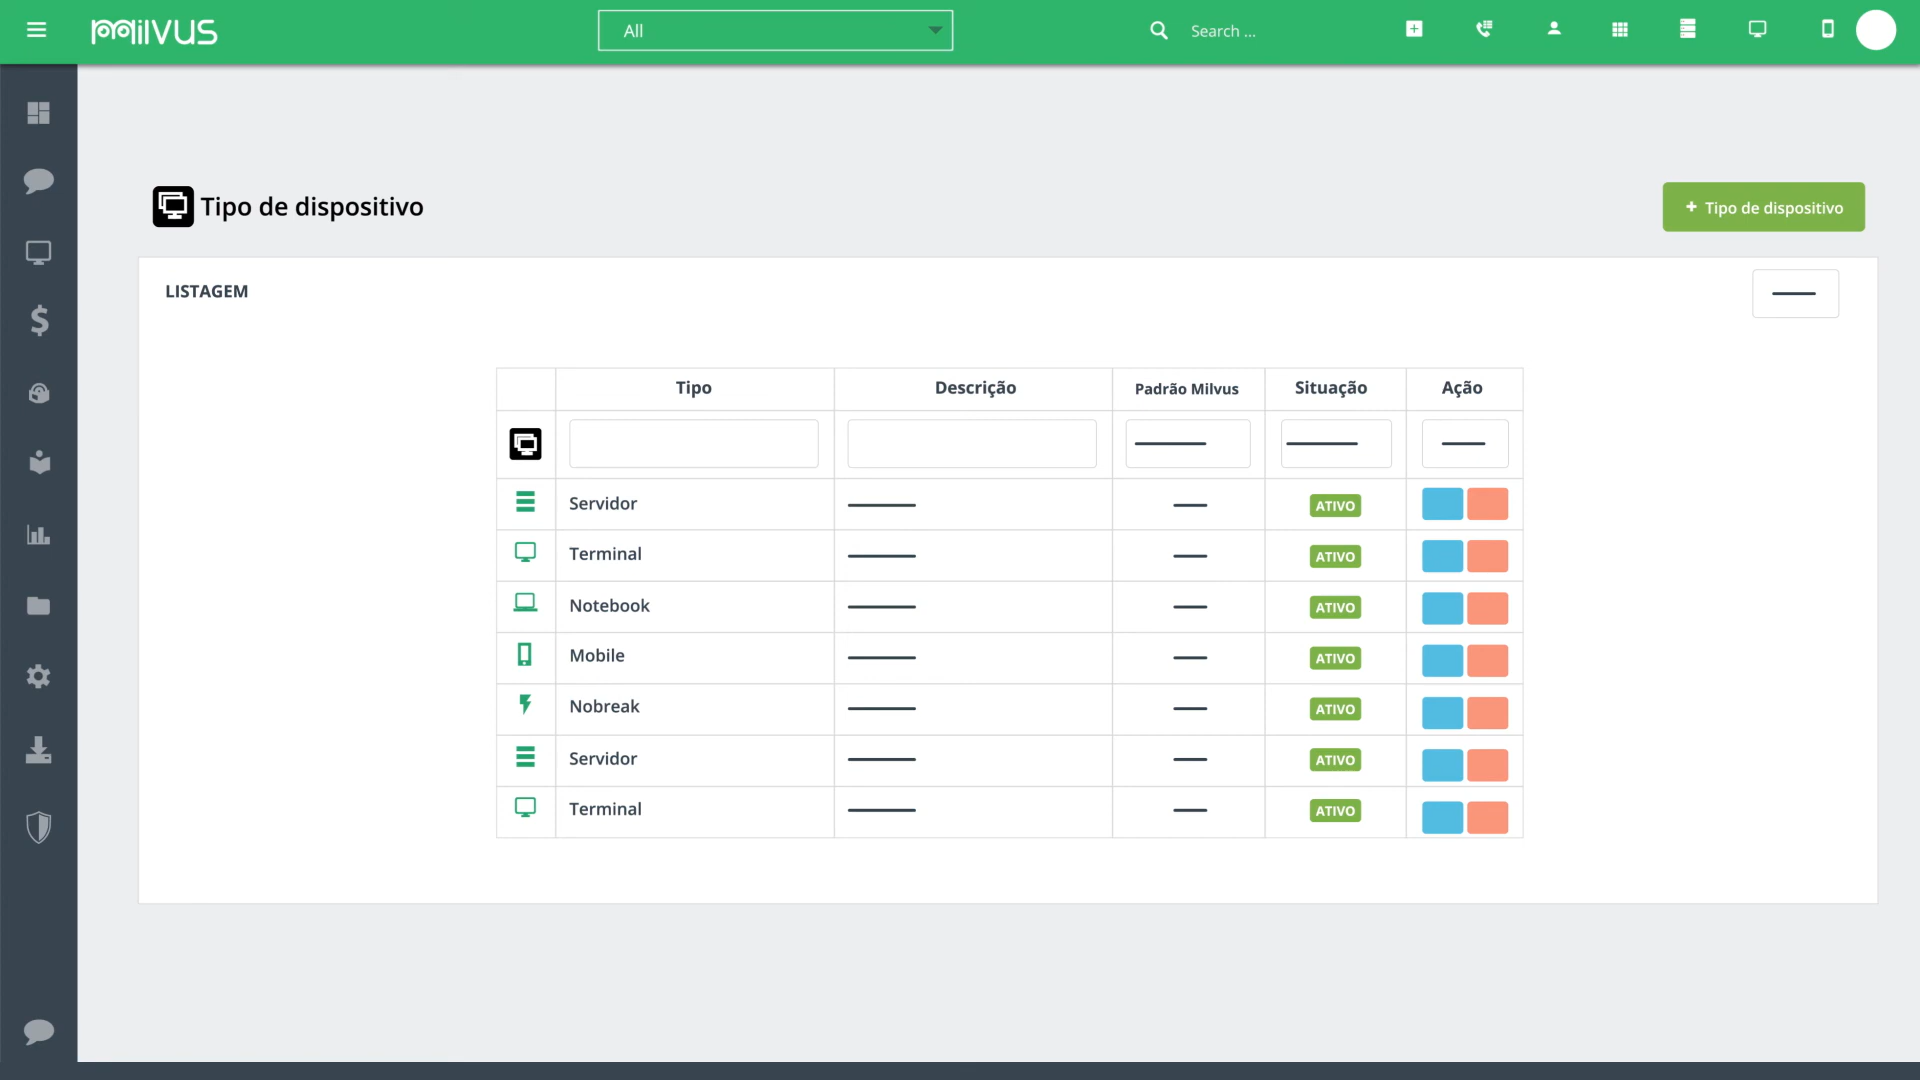 milvus
All
Search ...
Tipo de dispositivo
+ Tipo de dispositivo
LISTAGEM
Tipo Descrição Padrão Milvus Situação Ação
Servidor ATIVO
Terminal ATIVO
Notebook ATIVO
Mobile ATIVO
Nobreak ATIVO
Servidor ATIVO
Terminal ATIVO